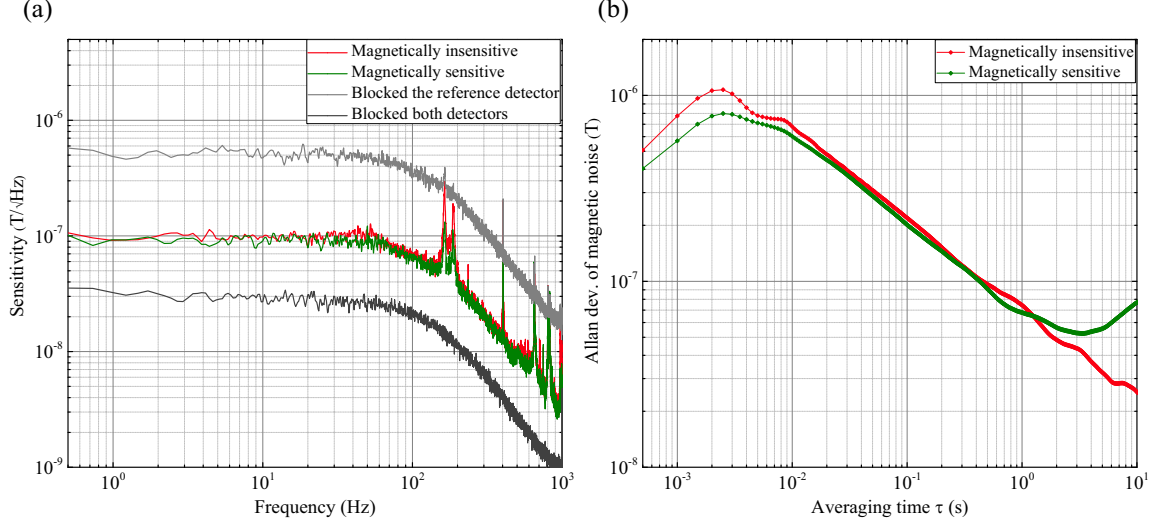 (a)
Sensitivity (T/√Hz)
10⁻⁶
10⁻⁷
10⁻⁸
10⁻⁹
Magnetically insensitive
Magnetically sensitive
Blocked the reference detector
Blocked both detectors
10⁰ 10¹ 10² 10³
Frequency (Hz)
(b)
Allan dev. of magnetic noise (T)
10⁻⁶
10⁻⁷
10⁻⁸
Magnetically insensitive
Magnetically sensitive
10⁻³ 10⁻² 10⁻¹ 10⁰ 10¹
Averaging time τ (s)